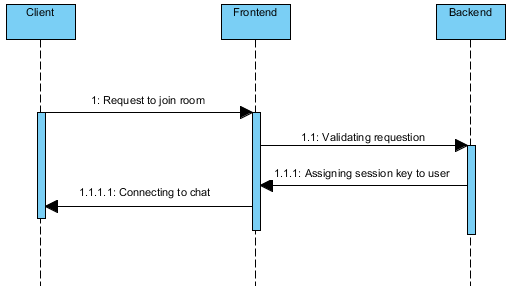 Client
Frontend
Backend
1: Request to join room
1.1: Validating requestion
1.1.1: Assigning session key to user
1.1.1.1: Connecting to chat